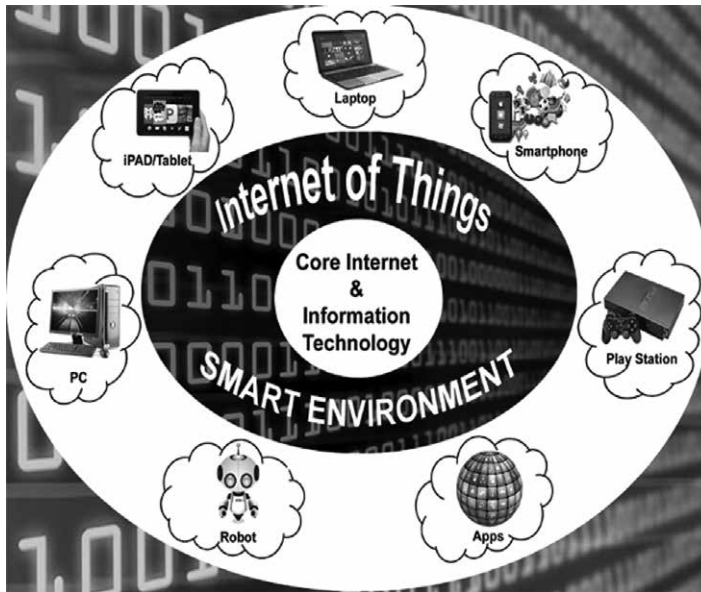 Laptop
iPAD/Tablet
Smartphone
Internet of Things
Core Internet
&
Information
Technology
PC
Play Station
SMART ENVIRONMENT
Robot
Apps